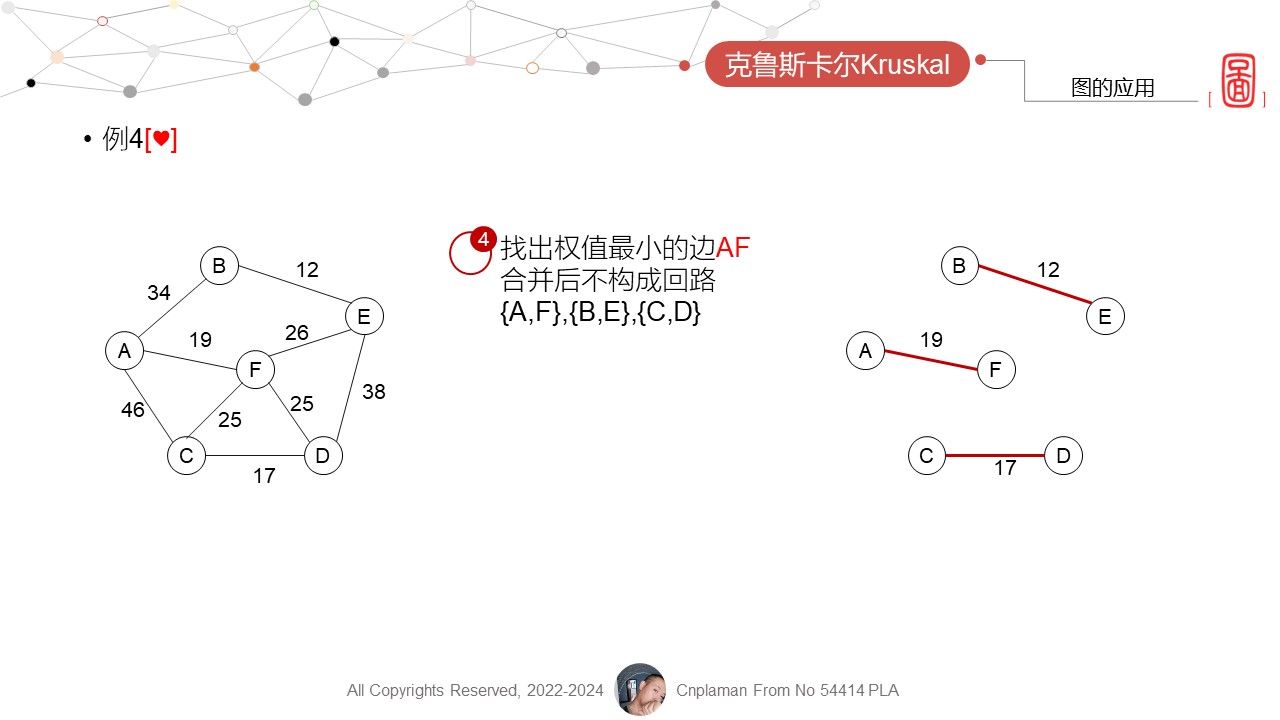 克鲁斯卡尔Kruskal
图的应用
[ ]
• 例4[♥]
4
找出权值最小的边AF
合并后不构成回路
{A,F},{B,E},{C,D}
B
12
34
E
19
26
A
F
38
46
25
25
C
D
17
B
12
E
19
A
F
C
D
17
All Copyrights Reserved, 2022-2024
Cnplaman From No 54414 PLA